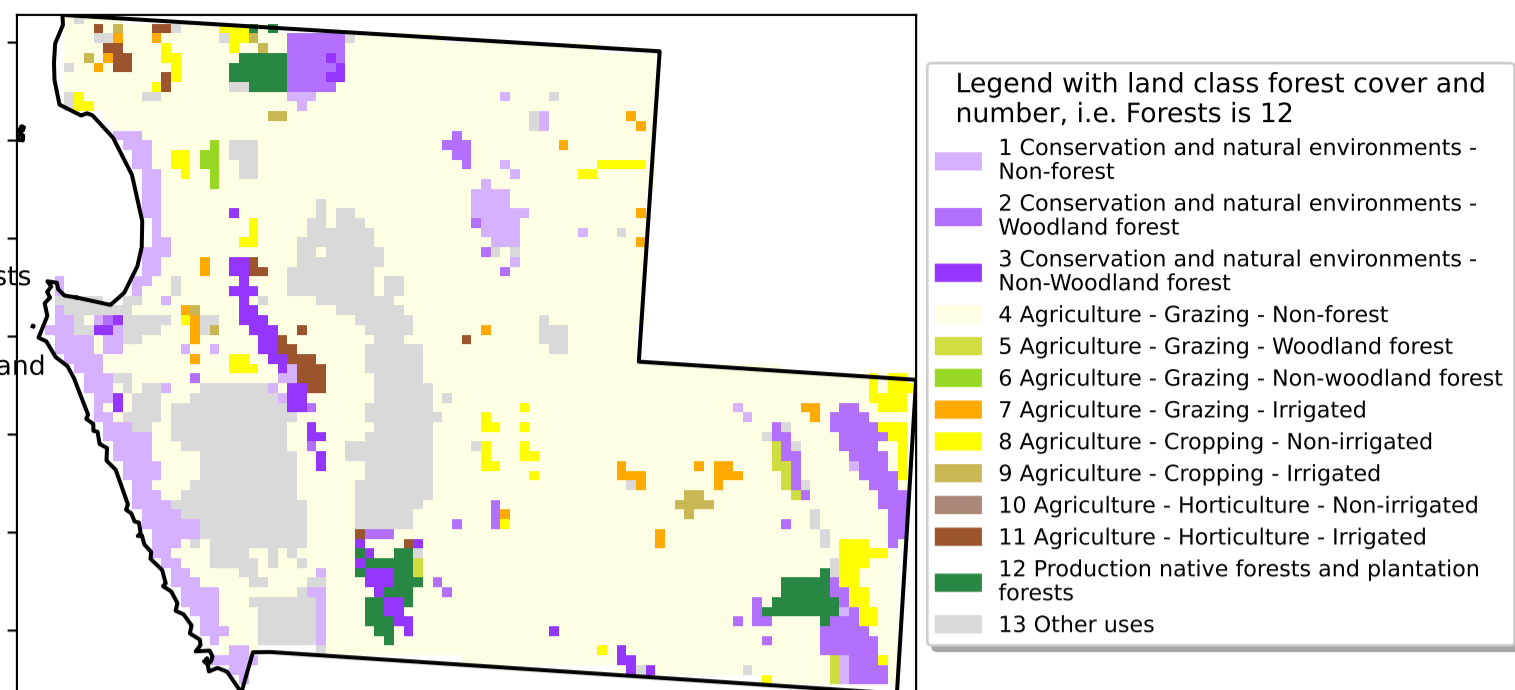 Legend with land class forest cover and
number, i.e. Forests is 12
1 Conservation and natural environments -
Non-forest
2 Conservation and natural environments -
Woodland forest
3 Conservation and natural environments -
Non-Woodland forest
4 Agriculture - Grazing - Non-forest
5 Agriculture - Grazing - Woodland forest
6 Agriculture - Grazing - Non-woodland forest
7 Agriculture - Grazing - Irrigated
8 Agriculture - Cropping - Non-irrigated
9 Agriculture - Cropping - Irrigated
10 Agriculture - Horticulture - Non-irrigated
11 Agriculture - Horticulture - Irrigated
12 Production native forests and plantation
forests
13 Other uses
sts
and